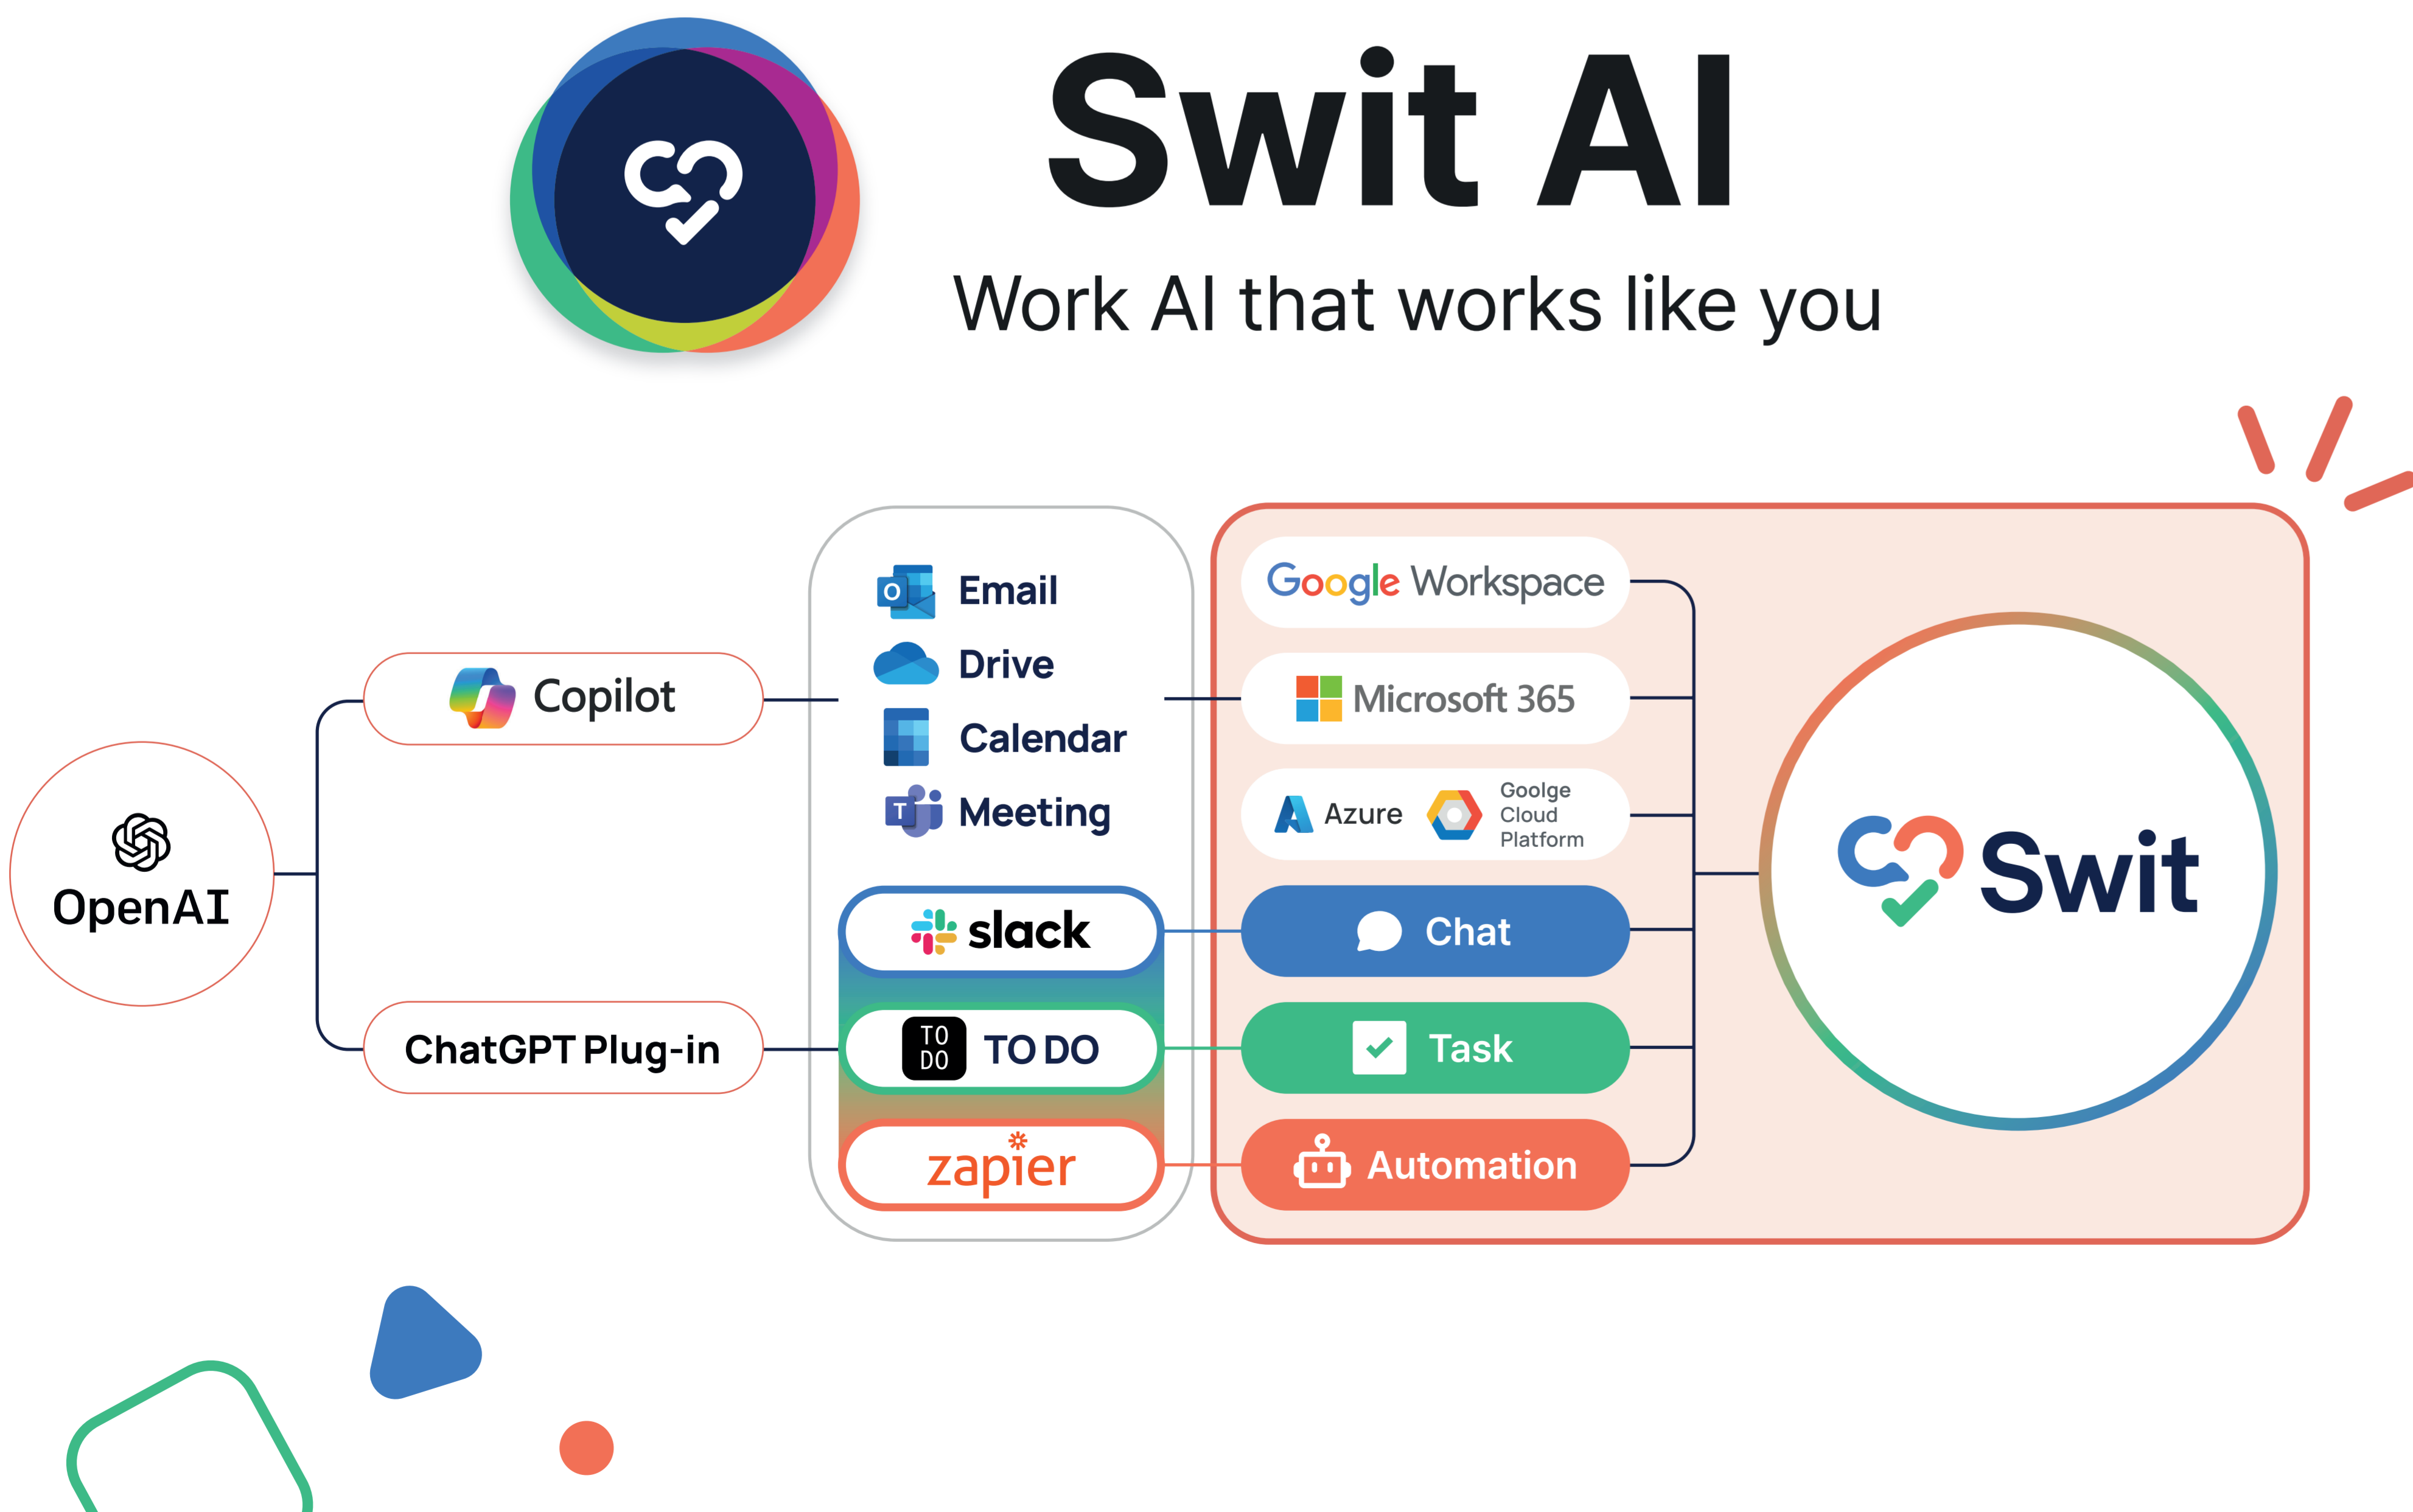 Swit AI
Work AI that works like you
OpenAI
Copilot
ChatGPT Plug-in
O
Email
Drive
Calendar
T
Meeting
slack
TO
DO
TO DO
zapier
Google Workspace
Microsoft 365
Azure
Goolge
Cloud
Platform
Chat
Task
Automation
Swit